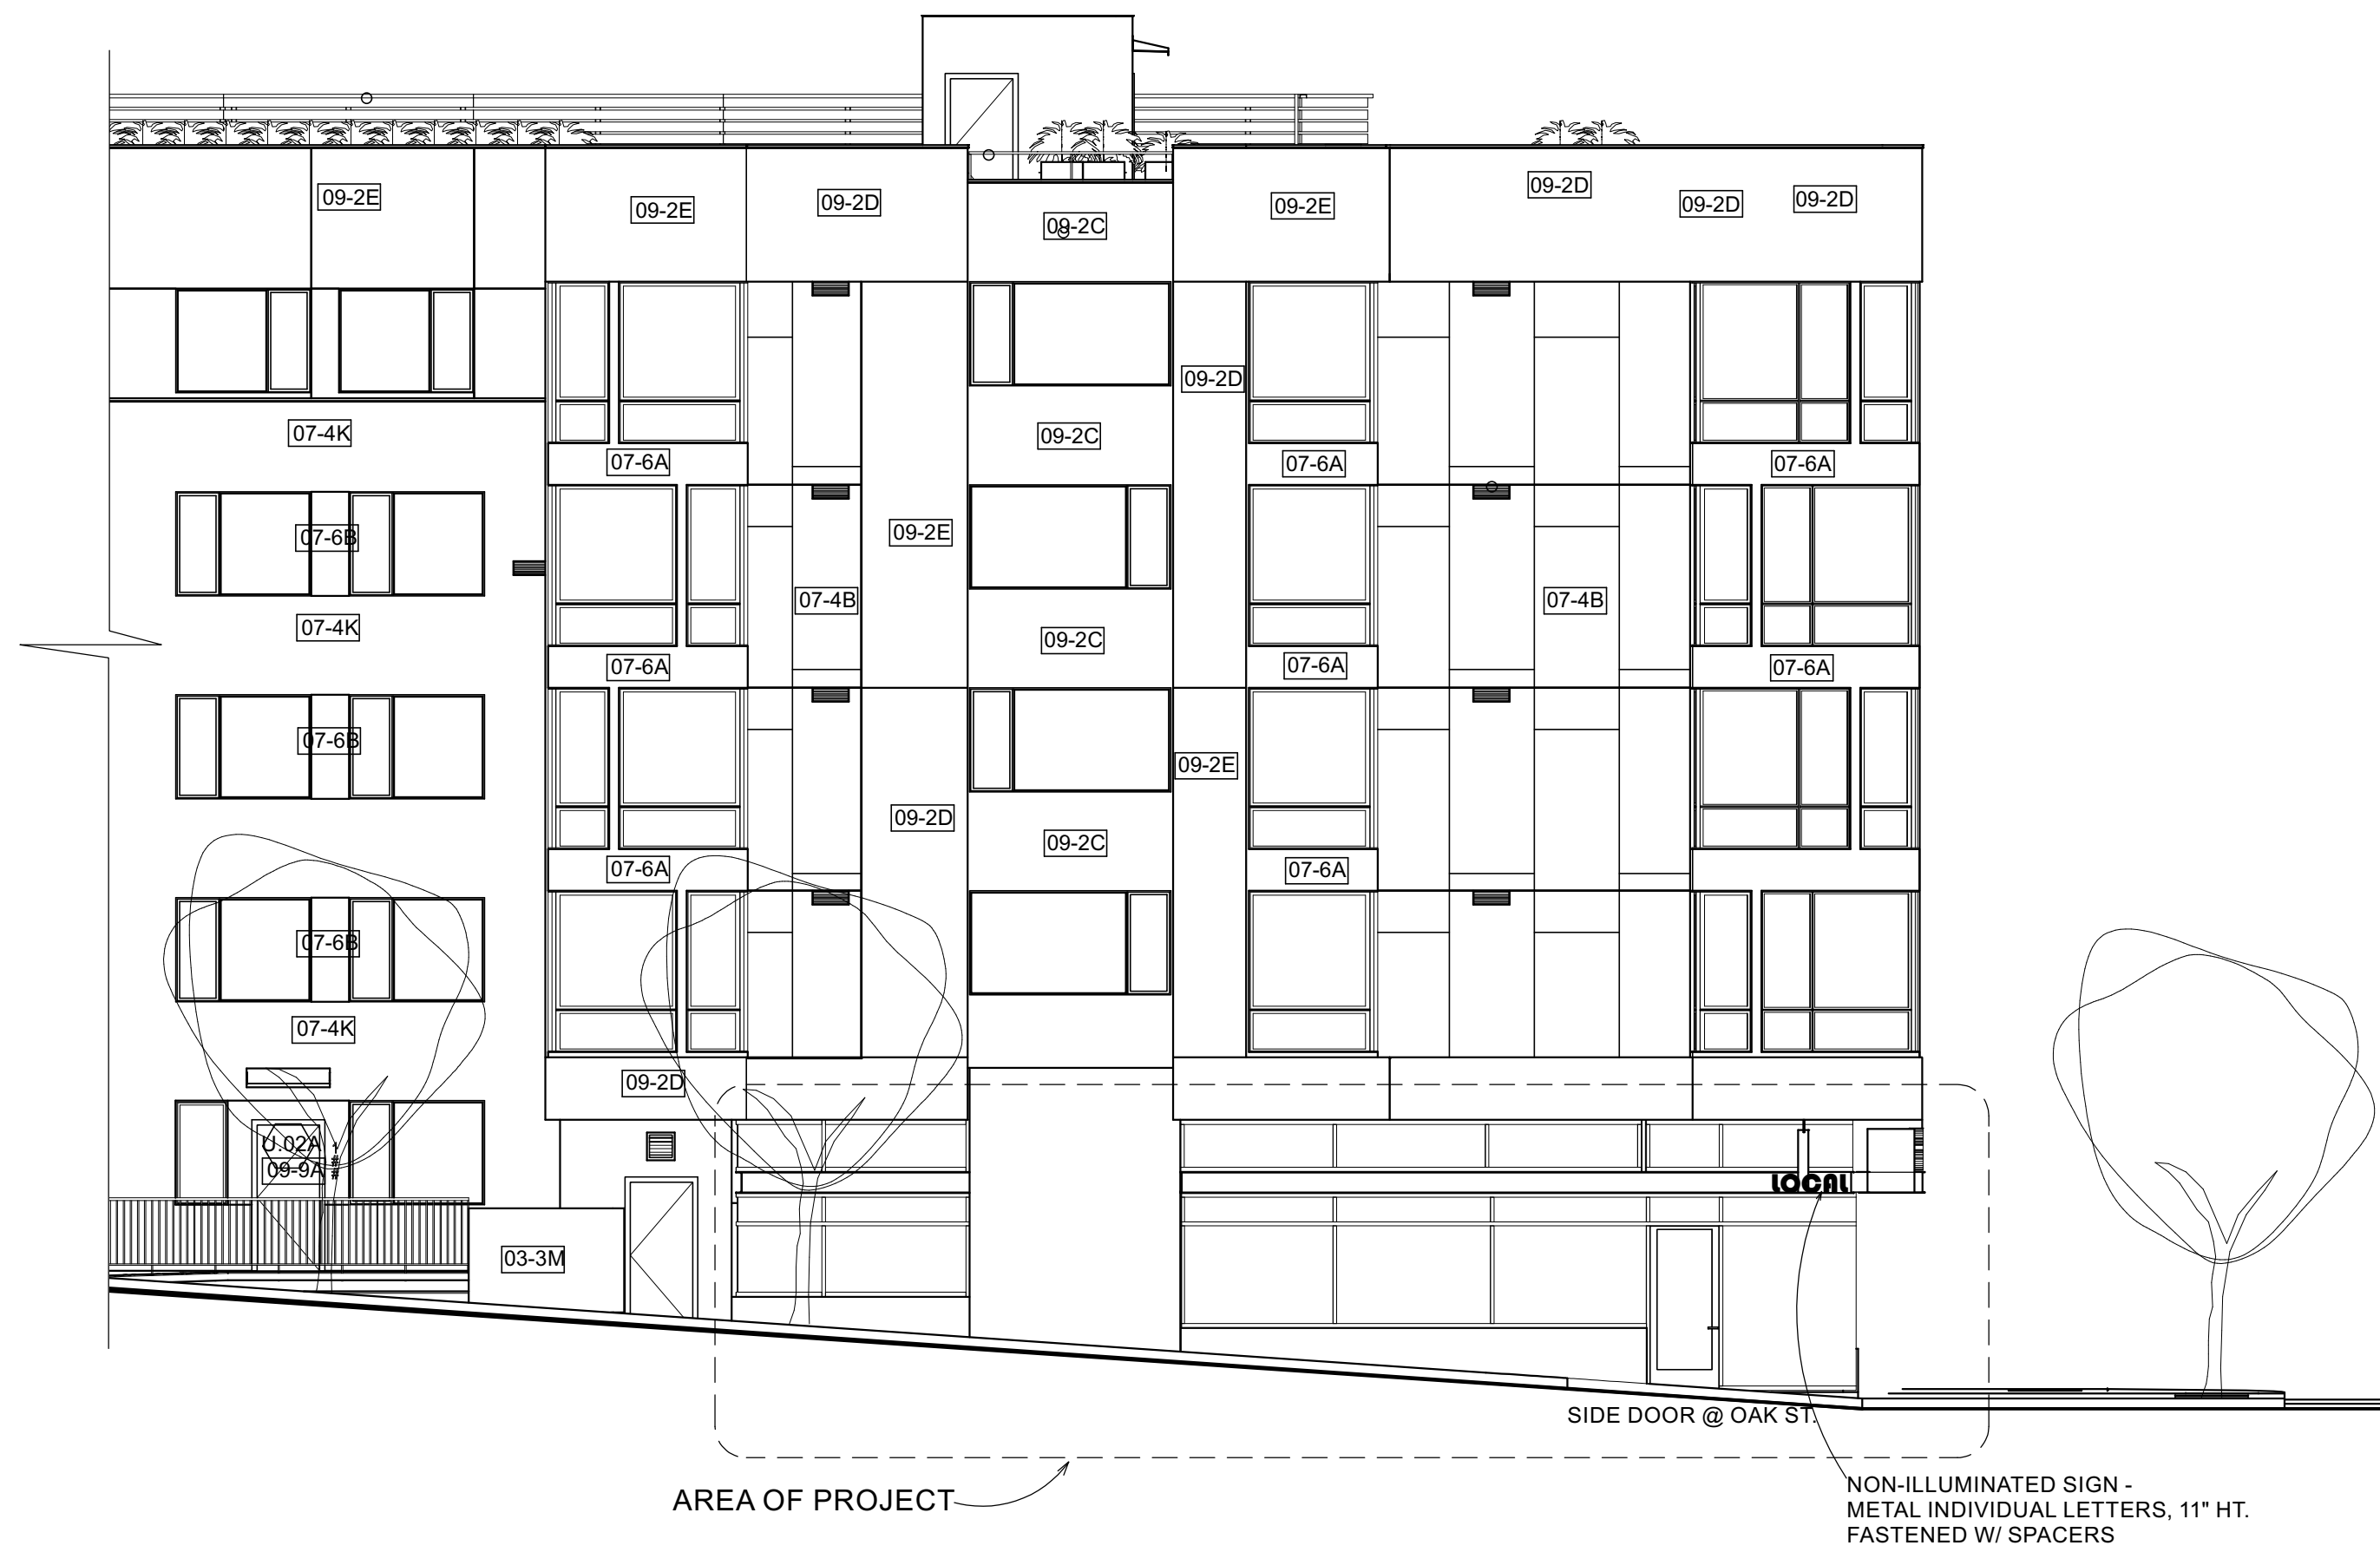 09-2E
09-2E
09-2D
09-2C
09-2E
09-2D
09-2D
09-2D
09-2D
07-4K
09-2C
07-6A
07-6A
07-6A
07-6B
09-2E
07-4B
07-4B
07-4K
09-2C
07-6A
07-6A
07-6A
07-6B
09-2E
09-2D
09-2C
07-6A
07-6A
07-6B
07-4K
09-2D
U.02A
09-9A
1
#
#
LOCAL
03-3M
SIDE DOOR @ OAK ST.
AREA OF PROJECT
NON-ILLUMINATED SIGN -
METAL INDIVIDUAL LETTERS, 11" HT.
FASTENED W/ SPACERS